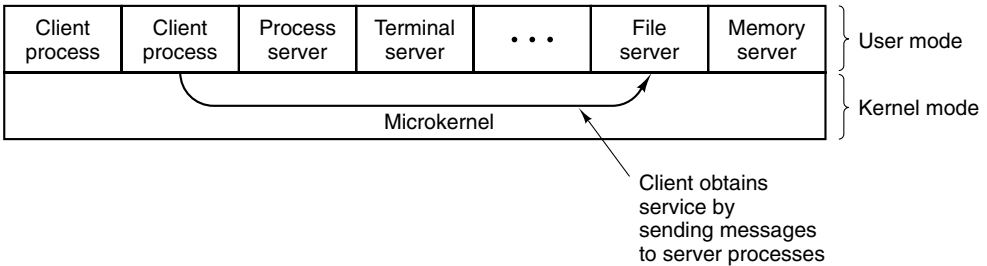 Client process
Client process
Process server
Terminal server
• • •
File server
Memory server
User mode
Microkernel
Kernel mode
Client obtains
service by
sending messages
to server processes